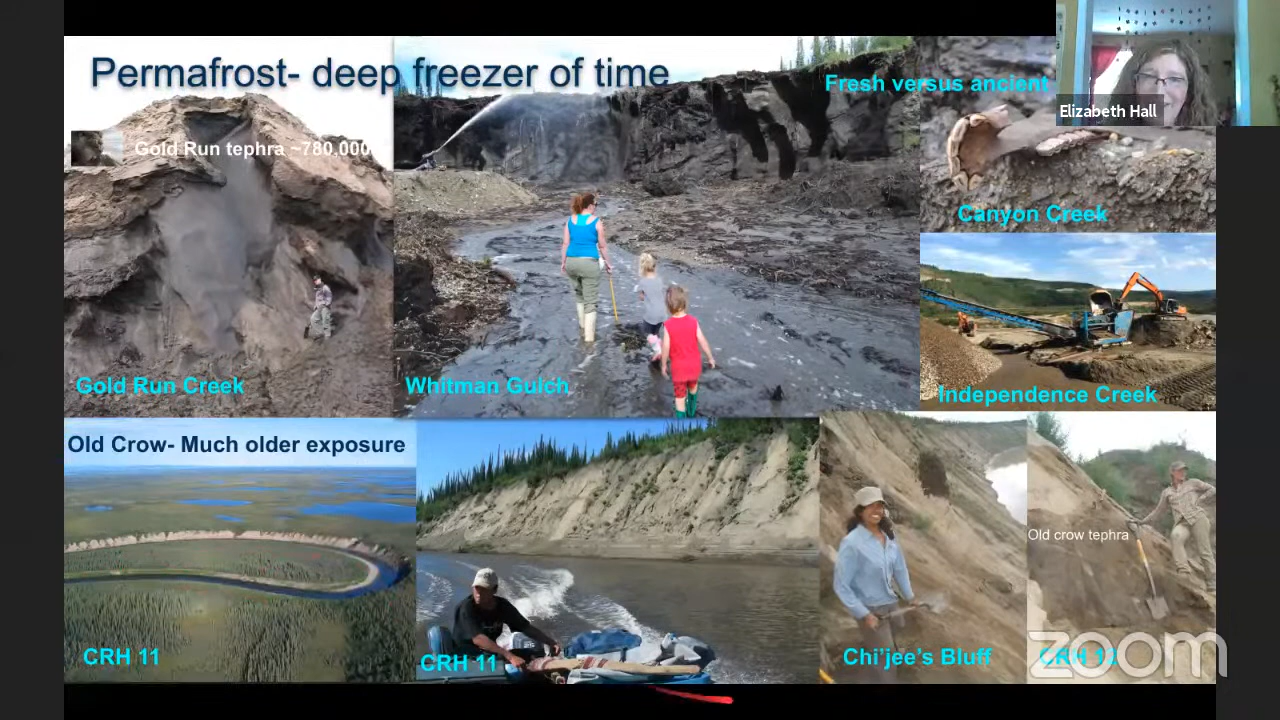 Permafrost- deep freezer of time
Fresh versus ancient
Elizabeth Hall
Gold Run tephra ~780,000
Canyon Creek
Gold Run Creek
Whitman Gulch
Independence Creek
Old Crow- Much older exposure
Old crow tephra
CRH 11
CRH 11
Chi'jee's Bluff
CRH 12
zoom